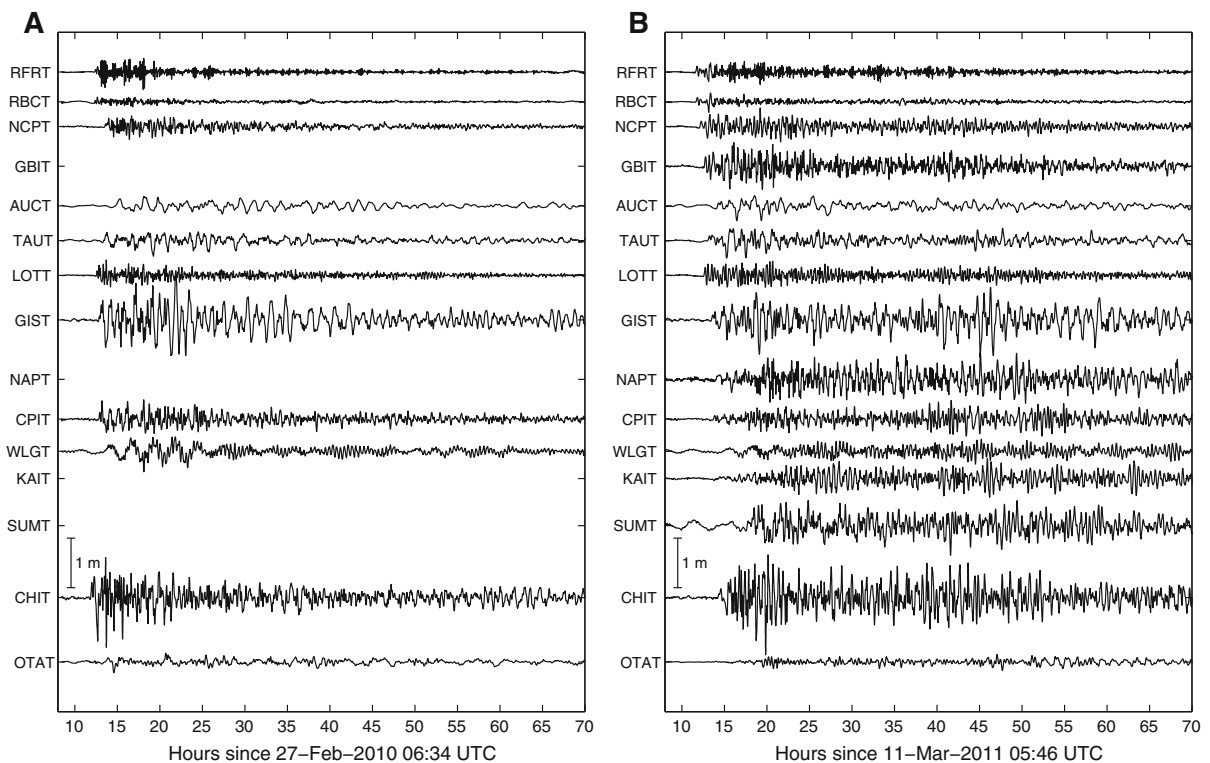 A
RFRT
RBCT
NCPT
GBIT
AUCT
TAUT
LOTT
GIST
NAPT
CPIT
WLGT
KAIT
SUMT
1 m
CHIT
OTAT
10 15 20 25 30 35 40 45 50 55 60 65 70
Hours since 27−Feb−2010 06:34 UTC
B
RFRT
RBCT
NCPT
GBIT
AUCT
TAUT
LOTT
GIST
NAPT
CPIT
WLGT
KAIT
SUMT
1 m
CHIT
OTAT
10 15 20 25 30 35 40 45 50 55 60 65 70
Hours since 11−Mar−2011 05:46 UTC